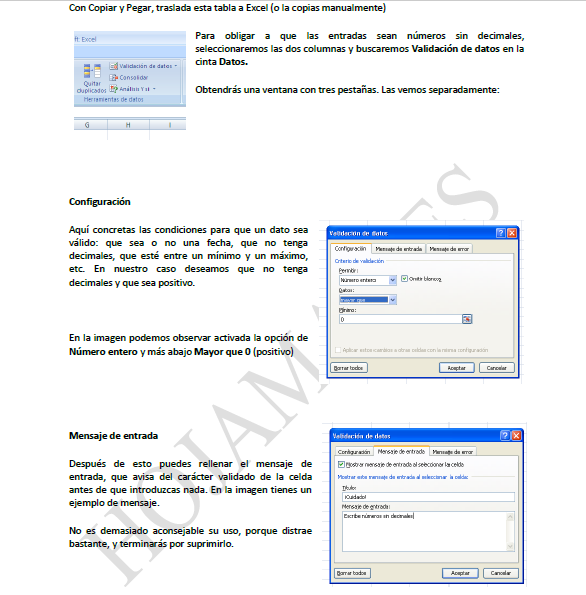 Con Copiar y Pegar, traslada esta tabla a Excel (o la copias manualmente)
ft Excel
Validación de datos
Consolidar
Análisis Y si
Quitar
duplicados
Herramientas de datos
G H I
Para obligar a que las entradas sean números sin decimales,
seleccionaremos las dos columnas y buscaremos Validación de datos en la
cinta Datos.
Obtendrás una ventana con tres pestañas. Las vemos separadamente:
Configuración
Aquí concretas las condiciones para que un dato sea
válido: que sea o no una fecha, que no tenga
decimales, que esté entre un mínimo y un máximo,
etc. En nuestro caso deseamos que no tenga
decimales y que sea positivo.
En la imagen podemos observar activada la opción de
Número entero y más abajo Mayor que 0 (positivo)
Validación de datos
Configuración Mensaje de entrada Mensaje de error
Criterio de validación
Permitir:
Número entero Omitir blancos
Datos:
mayor que
Mínimo:
0
Aplicar estos cambios a otras celdas con la misma configuración
Borrar todos Aceptar Cancelar
Mensaje de entrada
Después de esto puedes rellenar el mensaje de
entrada, que avisa del carácter validado de la celda
antes de que introduzcas nada. En la imagen tienes un
ejemplo de mensaje.
No es demasiado aconsejable su uso, porque distrae
bastante, y terminarás por suprimirlo.
Validación de datos
Configuración Mensaje de entrada Mensaje de error
Mostrar mensaje de entrada al seleccionar la celda
Mostrar este mensaje de entrada al seleccionar la celda:
Título:
¡Cuidado!
Mensaje de entrada:
Escribe números sin decimales
Borrar todos Aceptar Cancelar